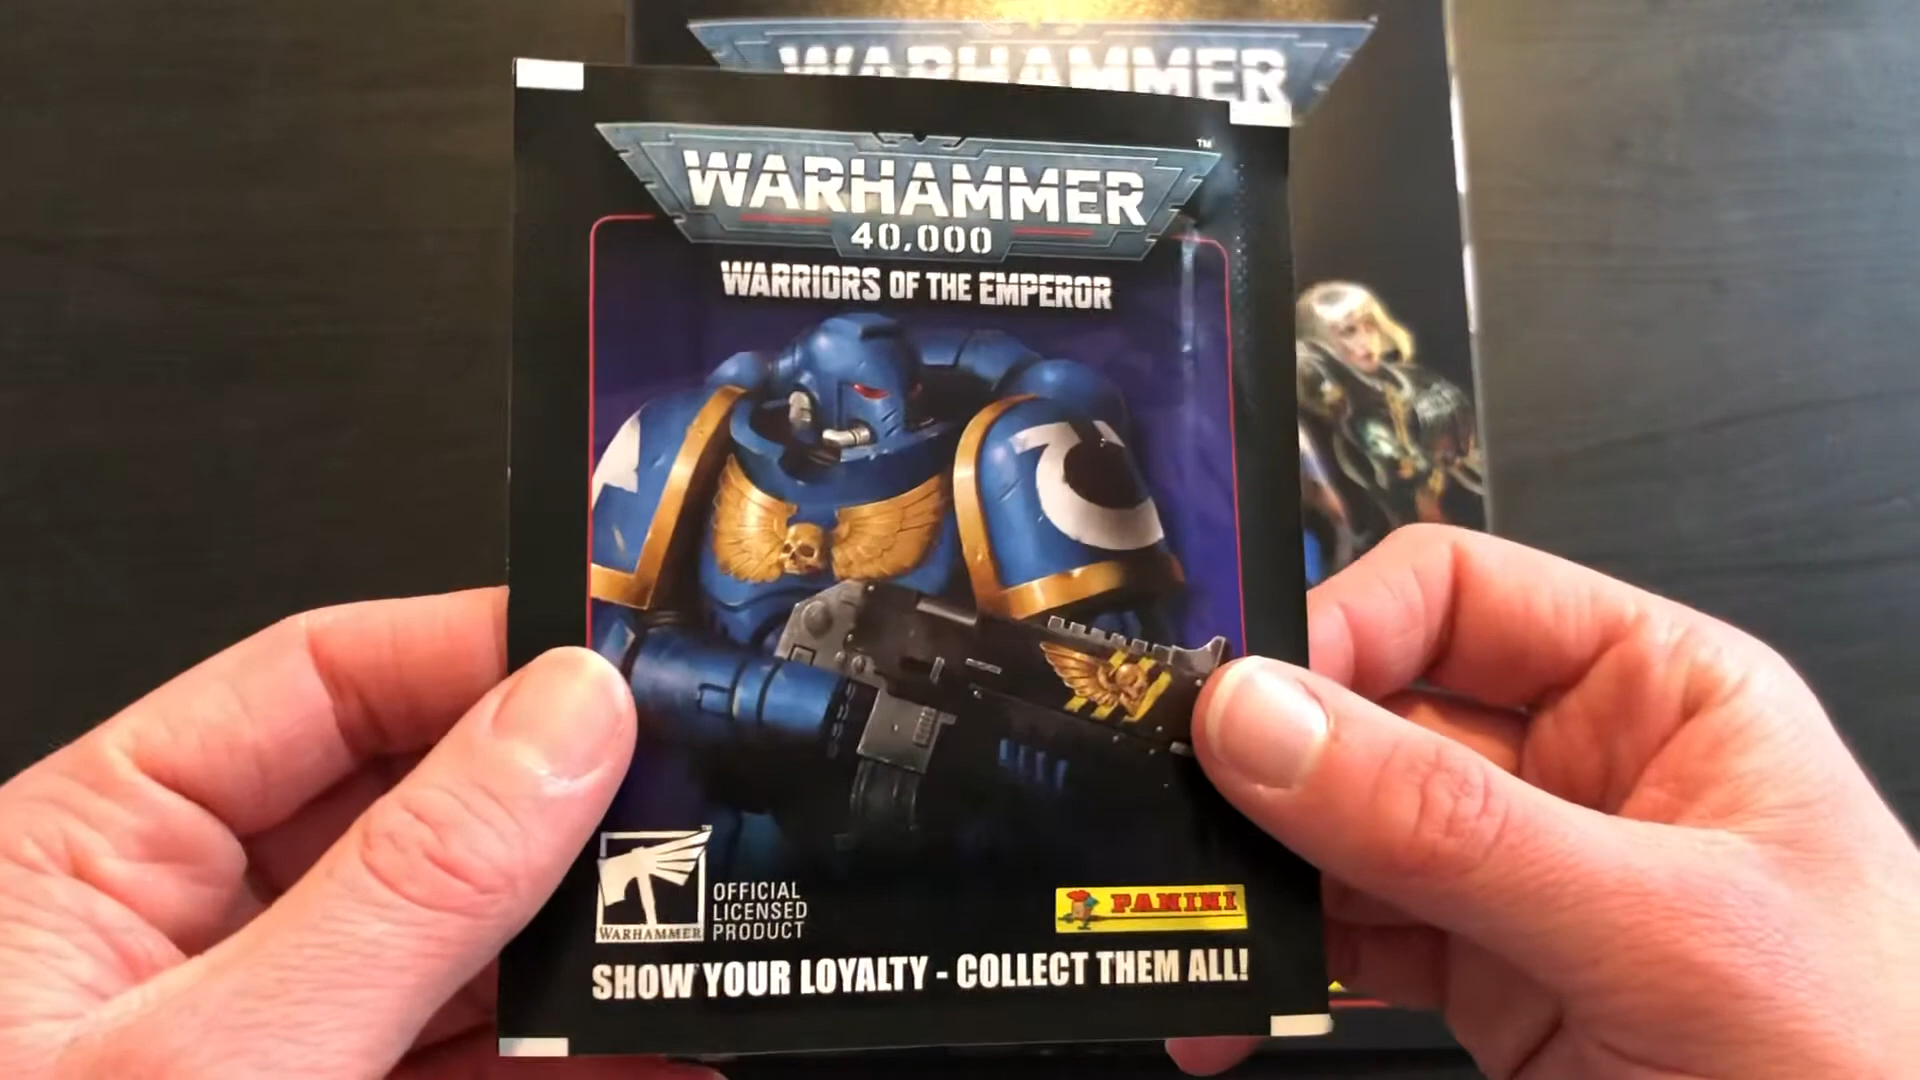 WARHAMMER
WARHAMMER
TM
40,000
WARRIORS OF THE EMPEROR
OFFICIAL
LICENSED
PRODUCT
WARHAMMER
PANINI
SHOW YOUR LOYALTY - COLLECT THEM ALL!